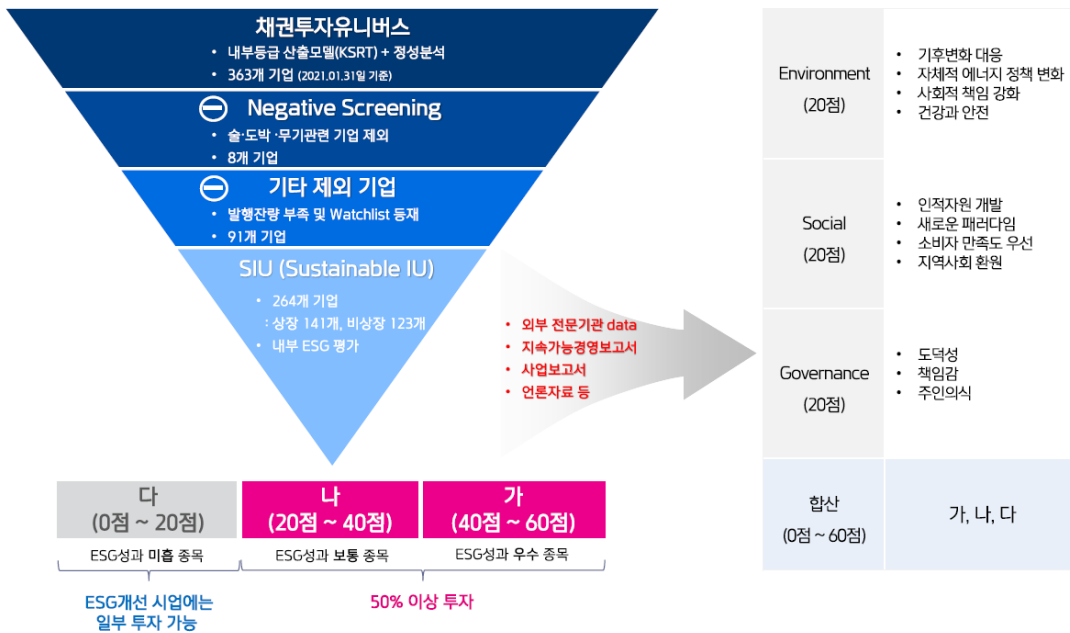 채권투자유니버스
• 내부등급 산출모델(KSRT) + 정성분석
• 363개 기업 (2021.01.31일 기준)
Negative Screening
• 술·도박 ·무기관련 기업 제외
• 8개 기업
기타 제외 기업
• 발행잔량 부족 및 Watchlist 등재
• 91개 기업
SIU (Sustainable IU)
• 264개 기업
: 상장 141개, 비상장 123개
• 내부 ESG 평가
• 외부 전문기관 data
• 지속가능경영보고서
• 사업보고서
• 언론자료 등
다
(0점 ~ 20점)
나
(20점 ~ 40점)
가
(40점 ~ 60점)
ESG성과 미흡 종목
ESG성과 보통 종목
ESG성과 우수 종목
ESG개선 시업에는
일부 투자 가능
50% 이상 투자
Environment
(20점)
• 기후변화 대응
• 자체적 에너지 정책 변화
• 사회적 책임 강화
• 건강과 안전
Social
(20점)
• 인적자원 개발
• 새로운 패러다임
• 소비자 만족도 우선
• 지역사회 환원
Governance
(20점)
• 도덕성
• 책임감
• 주인의식
합산
(0점 ~ 60점)
가, 나, 다